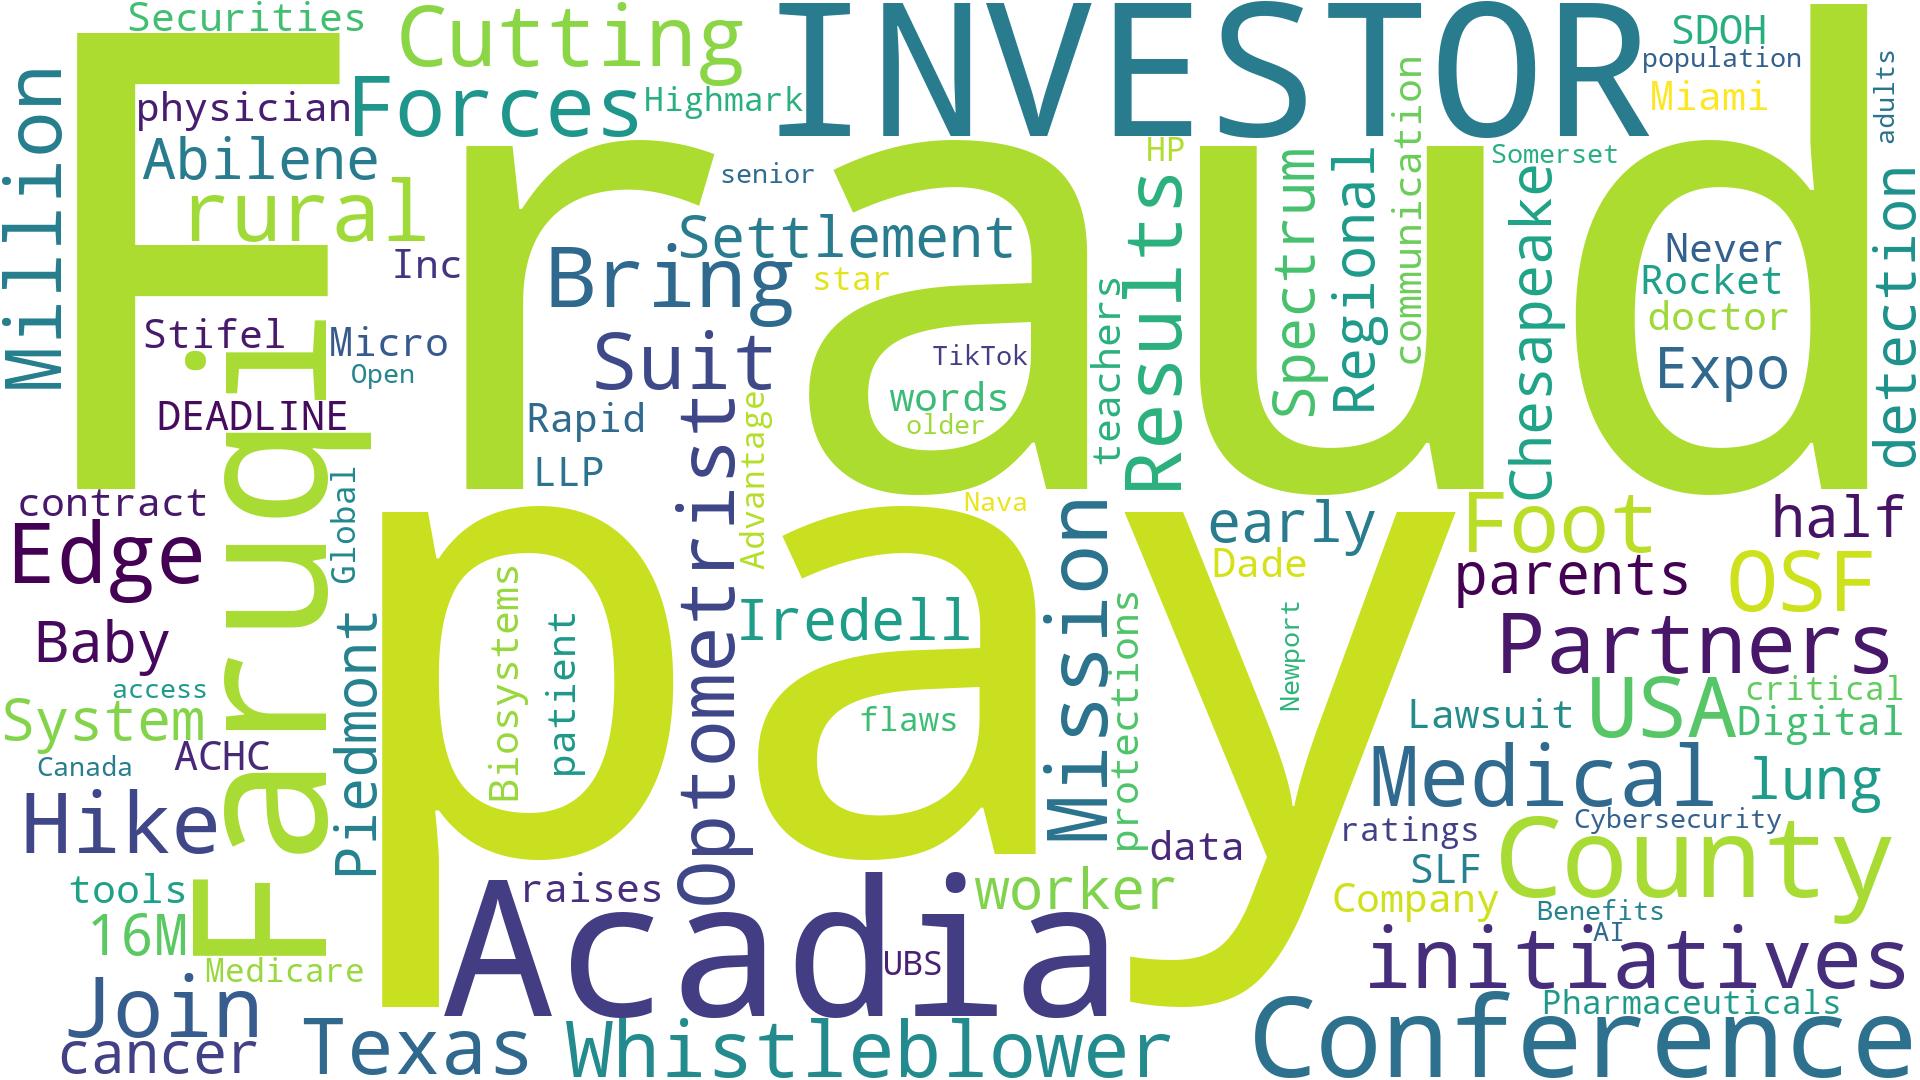 Securities
Cutting
INVESTOR
SDOH
population
Miami
adults
Million
physician
Forces
Highmark
communication
Fraud
Abilene
rural
senior
HP
Somerset
Inc
Settlement
Bring
star
Results
Spectrum
Regional
Chesapeake
Never
Rocket
doctor
Expo
detection
Stifel
Micro
Open
Suit
TikTok
words
older
teachers
DEADLINE
Rapid
LLP
Advantage
Optometrist
Faruqi
contract
Global
Edge
Nava
early
Foot
half
Dade
parents
OSF
pay
Mission
Baby
Piedmont
Biosystems
patient
Iredell
protections
Newport
Partners
access
System
flaws
Lawsuit
USA
critical
Digital
ACHC
Canada
Medical
lung
Hike
data
ratings
Cybersecurity
County
SLF
tools
raises
worker
Company
Benefits
AI
16M
Acadia
UBS
initiatives
Medicare
Join
Pharmaceuticals
cancer
Texas
Whistleblower
Conference